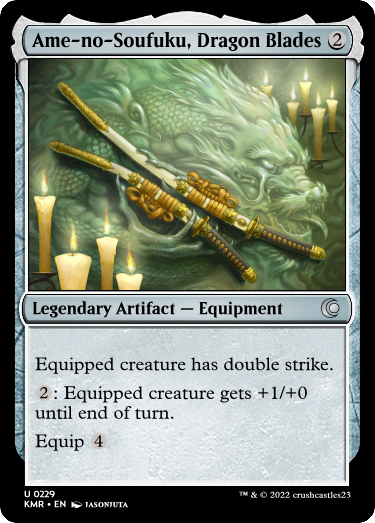 Ame-no-Soufuku, Dragon Blades 2
Legendary Artifact — Equipment
Equipped creature has double strike.
2: Equipped creature gets +1/+0
until end of turn.
Equip 4
U 0229
KMR • EN JASONJUTA
™ & © 2022 crushcastles23